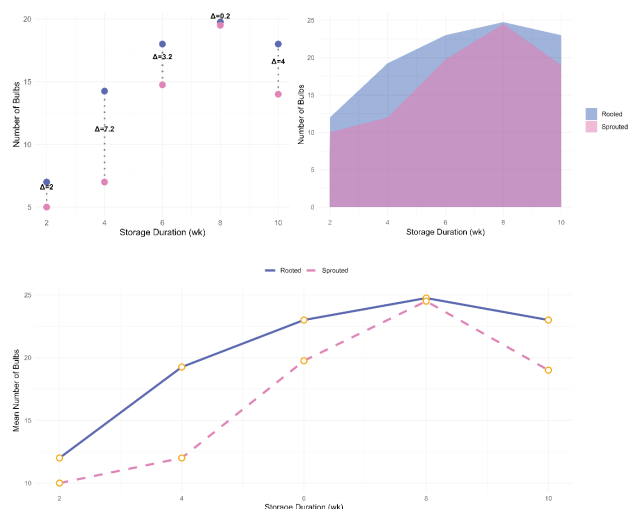 Δ=0.2
20
Δ=3.2
Δ=4
15
Δ=7.2
10
Δ=2
5
2
4
6
8
10
Number of Bulbs
Storage Duration (wk)
25
20
15
10
5
0
2
4
6
8
10
Number of Bulbs
Storage Duration (wk)
Rooted
Sprouted
Rooted Sprouted
25
20
15
10
2
4
6
8
10
Mean Number of Bulbs
Storage Duration (wk)